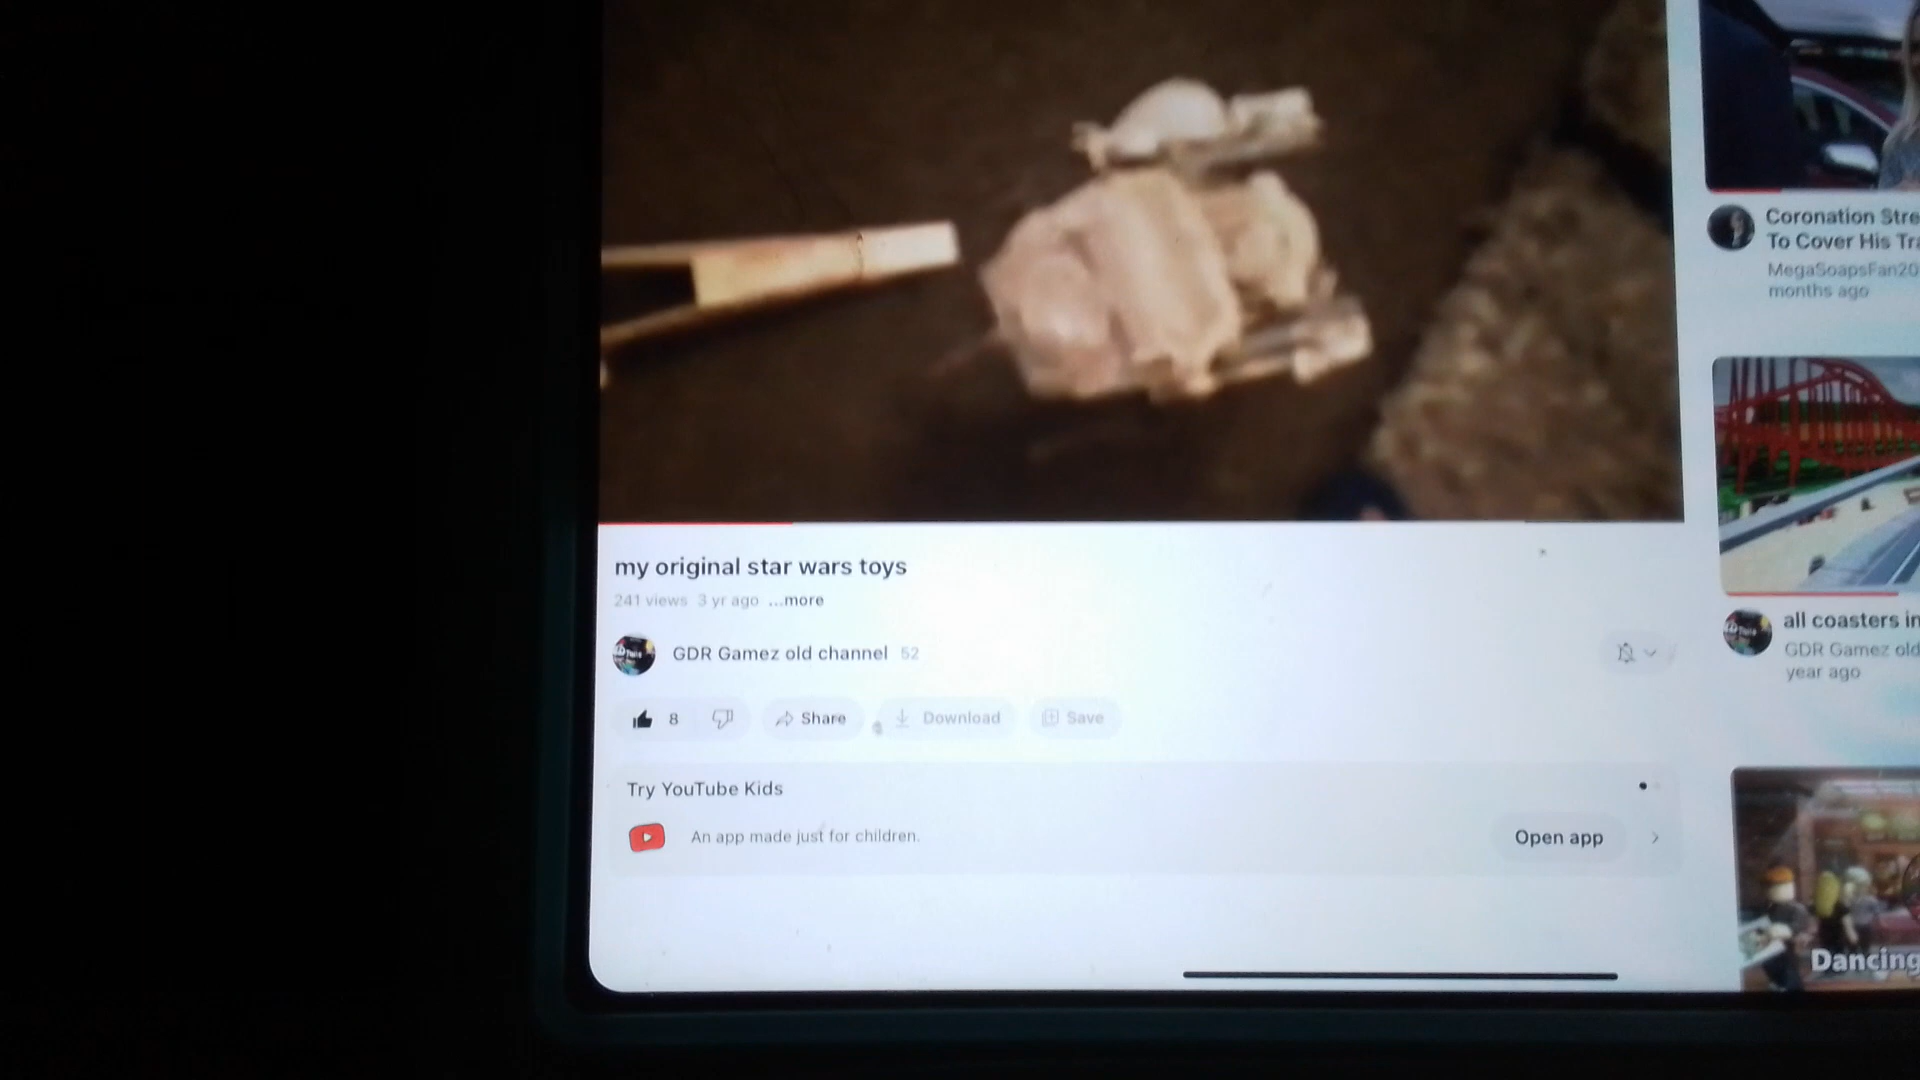 my original star wars toys
241 views 3 yr ago ...more
GDR Gamez old channel 52
8 Share Download Save
Try YouTube Kids
An app made just for children.
Open app
Coronation Stre
To Cover His Tra
MegaSoapsFan20
months ago
all coasters in
GDR Gamez old
year ago
Dancing